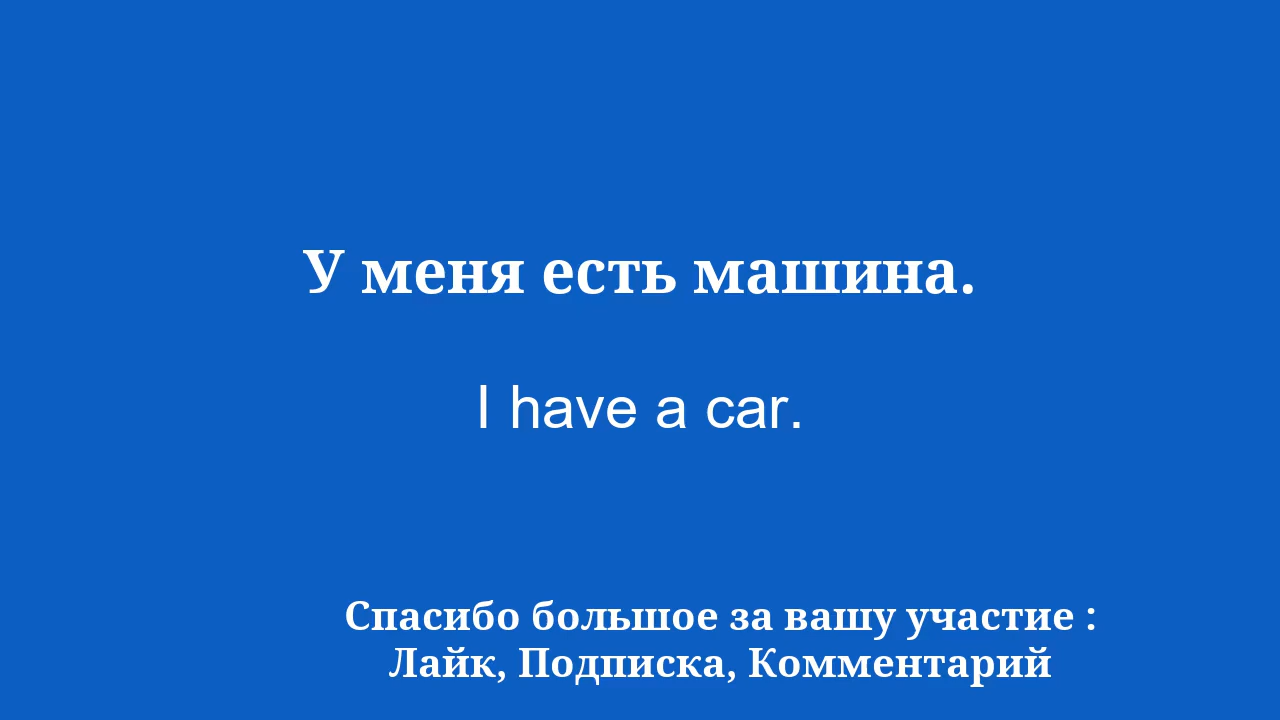 У меня есть машина.
I have a car.
Спасибо большое за вашу участие :
Лайк, Подписка, Комментарий